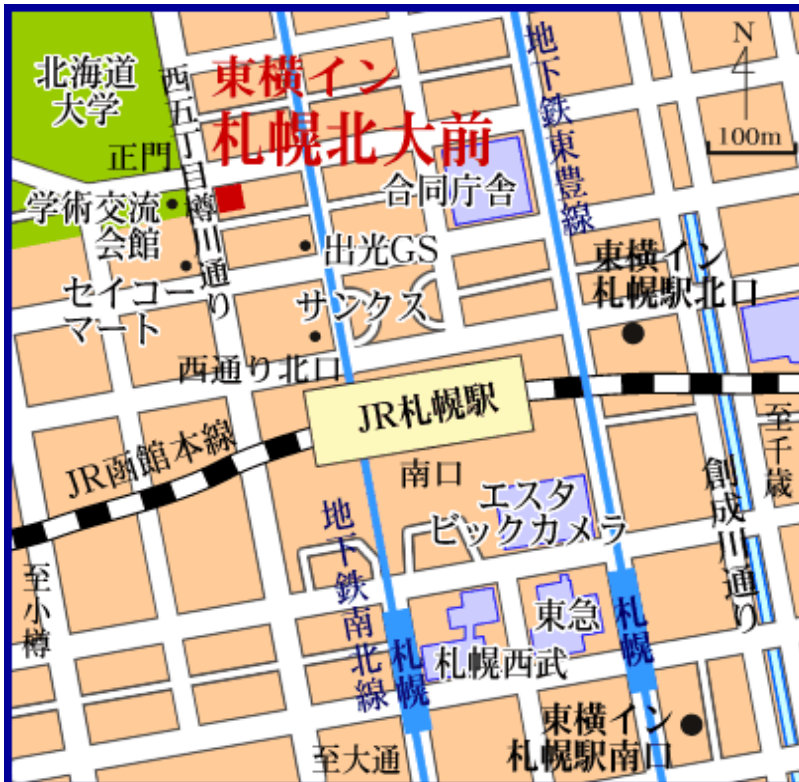 北海道
大学
正門
学術交流
会館
セイコー
マート
西五丁目樽川通り
東横イン
札幌北大前
合同庁舎
出光GS
サンクス
西通り北口
地下鉄東豊線
N
100m
東横イン
札幌駅北口
JR札幌駅
JR函館本線
南口
エスタ
ビックカメラ
至千歳
創成川通り
至小樽
地下鉄南北線
札幌
札幌西武
東急
札幌
東横イン
札幌駅南口
至大通